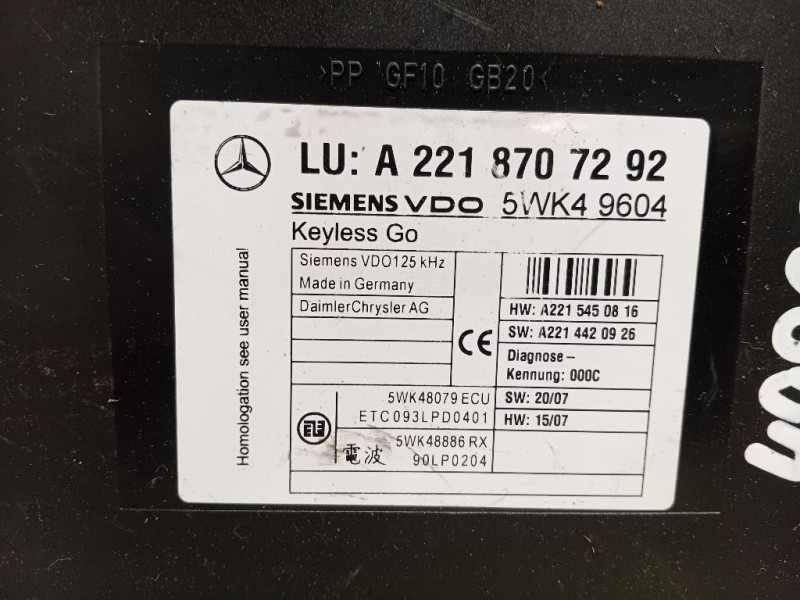 >PP GF10 GB20<
LU: A 221 870 72 92
SIEMENS VDO 5WK4 9604
Keyless Go
Siemens VDO125 kHz
Made in Germany
DaimlerChrysler AG
CE
HW: A221 545 08 16
SW: A221 442 09 26
Diagnose-
Kennung: 000C
SW: 20/07
HW: 15/07
5WK48079 ECU
ETC093LPD0401
5WK48886 RX
電波 90LP0204
Homologation see user manual!